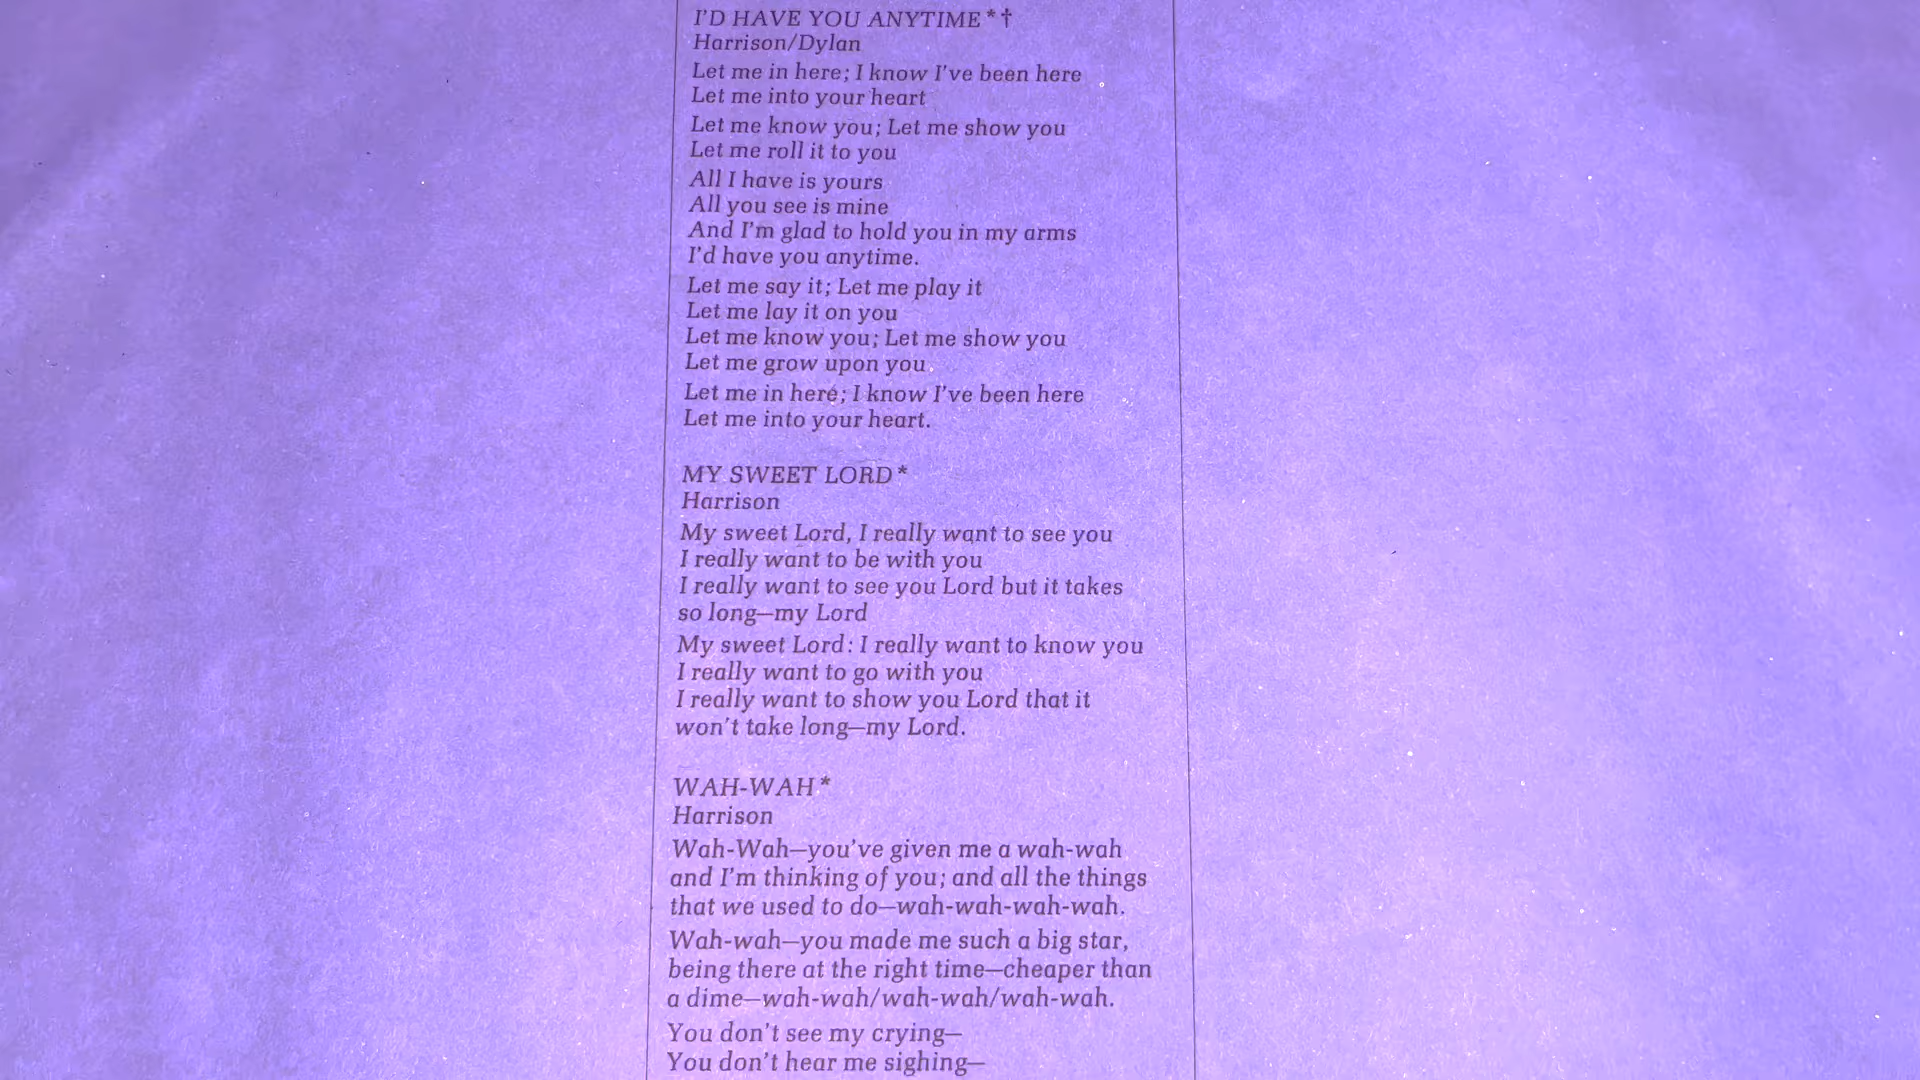 I'D HAVE YOU ANYTIME*†
Harrison/Dylan
Let me in here; I know I've been here
Let me into your heart
Let me know you; Let me show you
Let me roll it to you
All I have is yours
All you see is mine
And I'm glad to hold you in my arms
I'd have you anytime.
Let me say it; Let me play it
Let me lay it on you
Let me know you; Let me show you
Let me grow upon you.
Let me in here; I know I've been here
Let me into your heart.
MY SWEET LORD*
Harrison
My sweet Lord, I really want to see you
I really want to be with you
I really want to see you Lord but it takes
so long—my Lord
My sweet Lord: I really want to know you
I really want to go with you
I really want to show you Lord that it
won't take long—my Lord.
WAH-WAH*
Harrison
Wah-Wah—you've given me a wah-wah
and I'm thinking of you; and all the things
that we used to do—wah-wah-wah-wah.
Wah-wah—you made me such a big star,
being there at the right time—cheaper than
a dime—wah-wah/wah-wah/wah-wah.
You don't see my crying—
You don't hear me sighing—